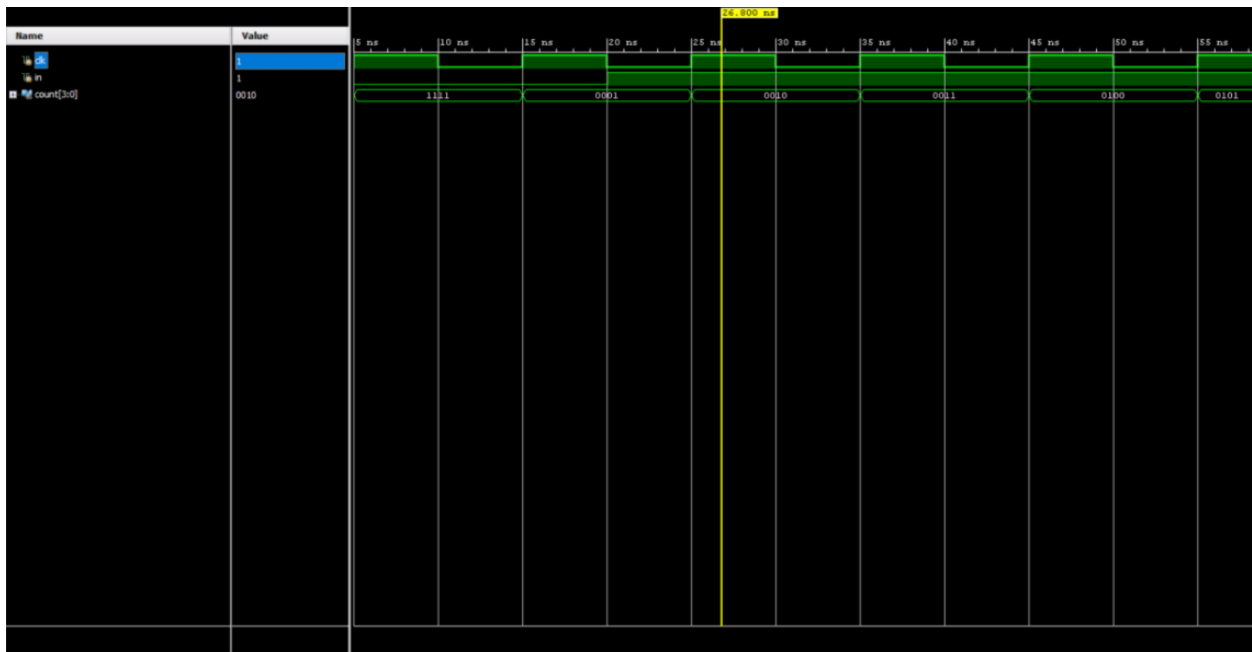 26.800 ns
Name Value
5 ns 10 ns 15 ns 20 ns 25 ns 30 ns 35 ns 40 ns 45 ns 50 ns 55 ns
clk 1
in 1
count[3:0] 0010 1111 0001 0010 0011 0100 0101